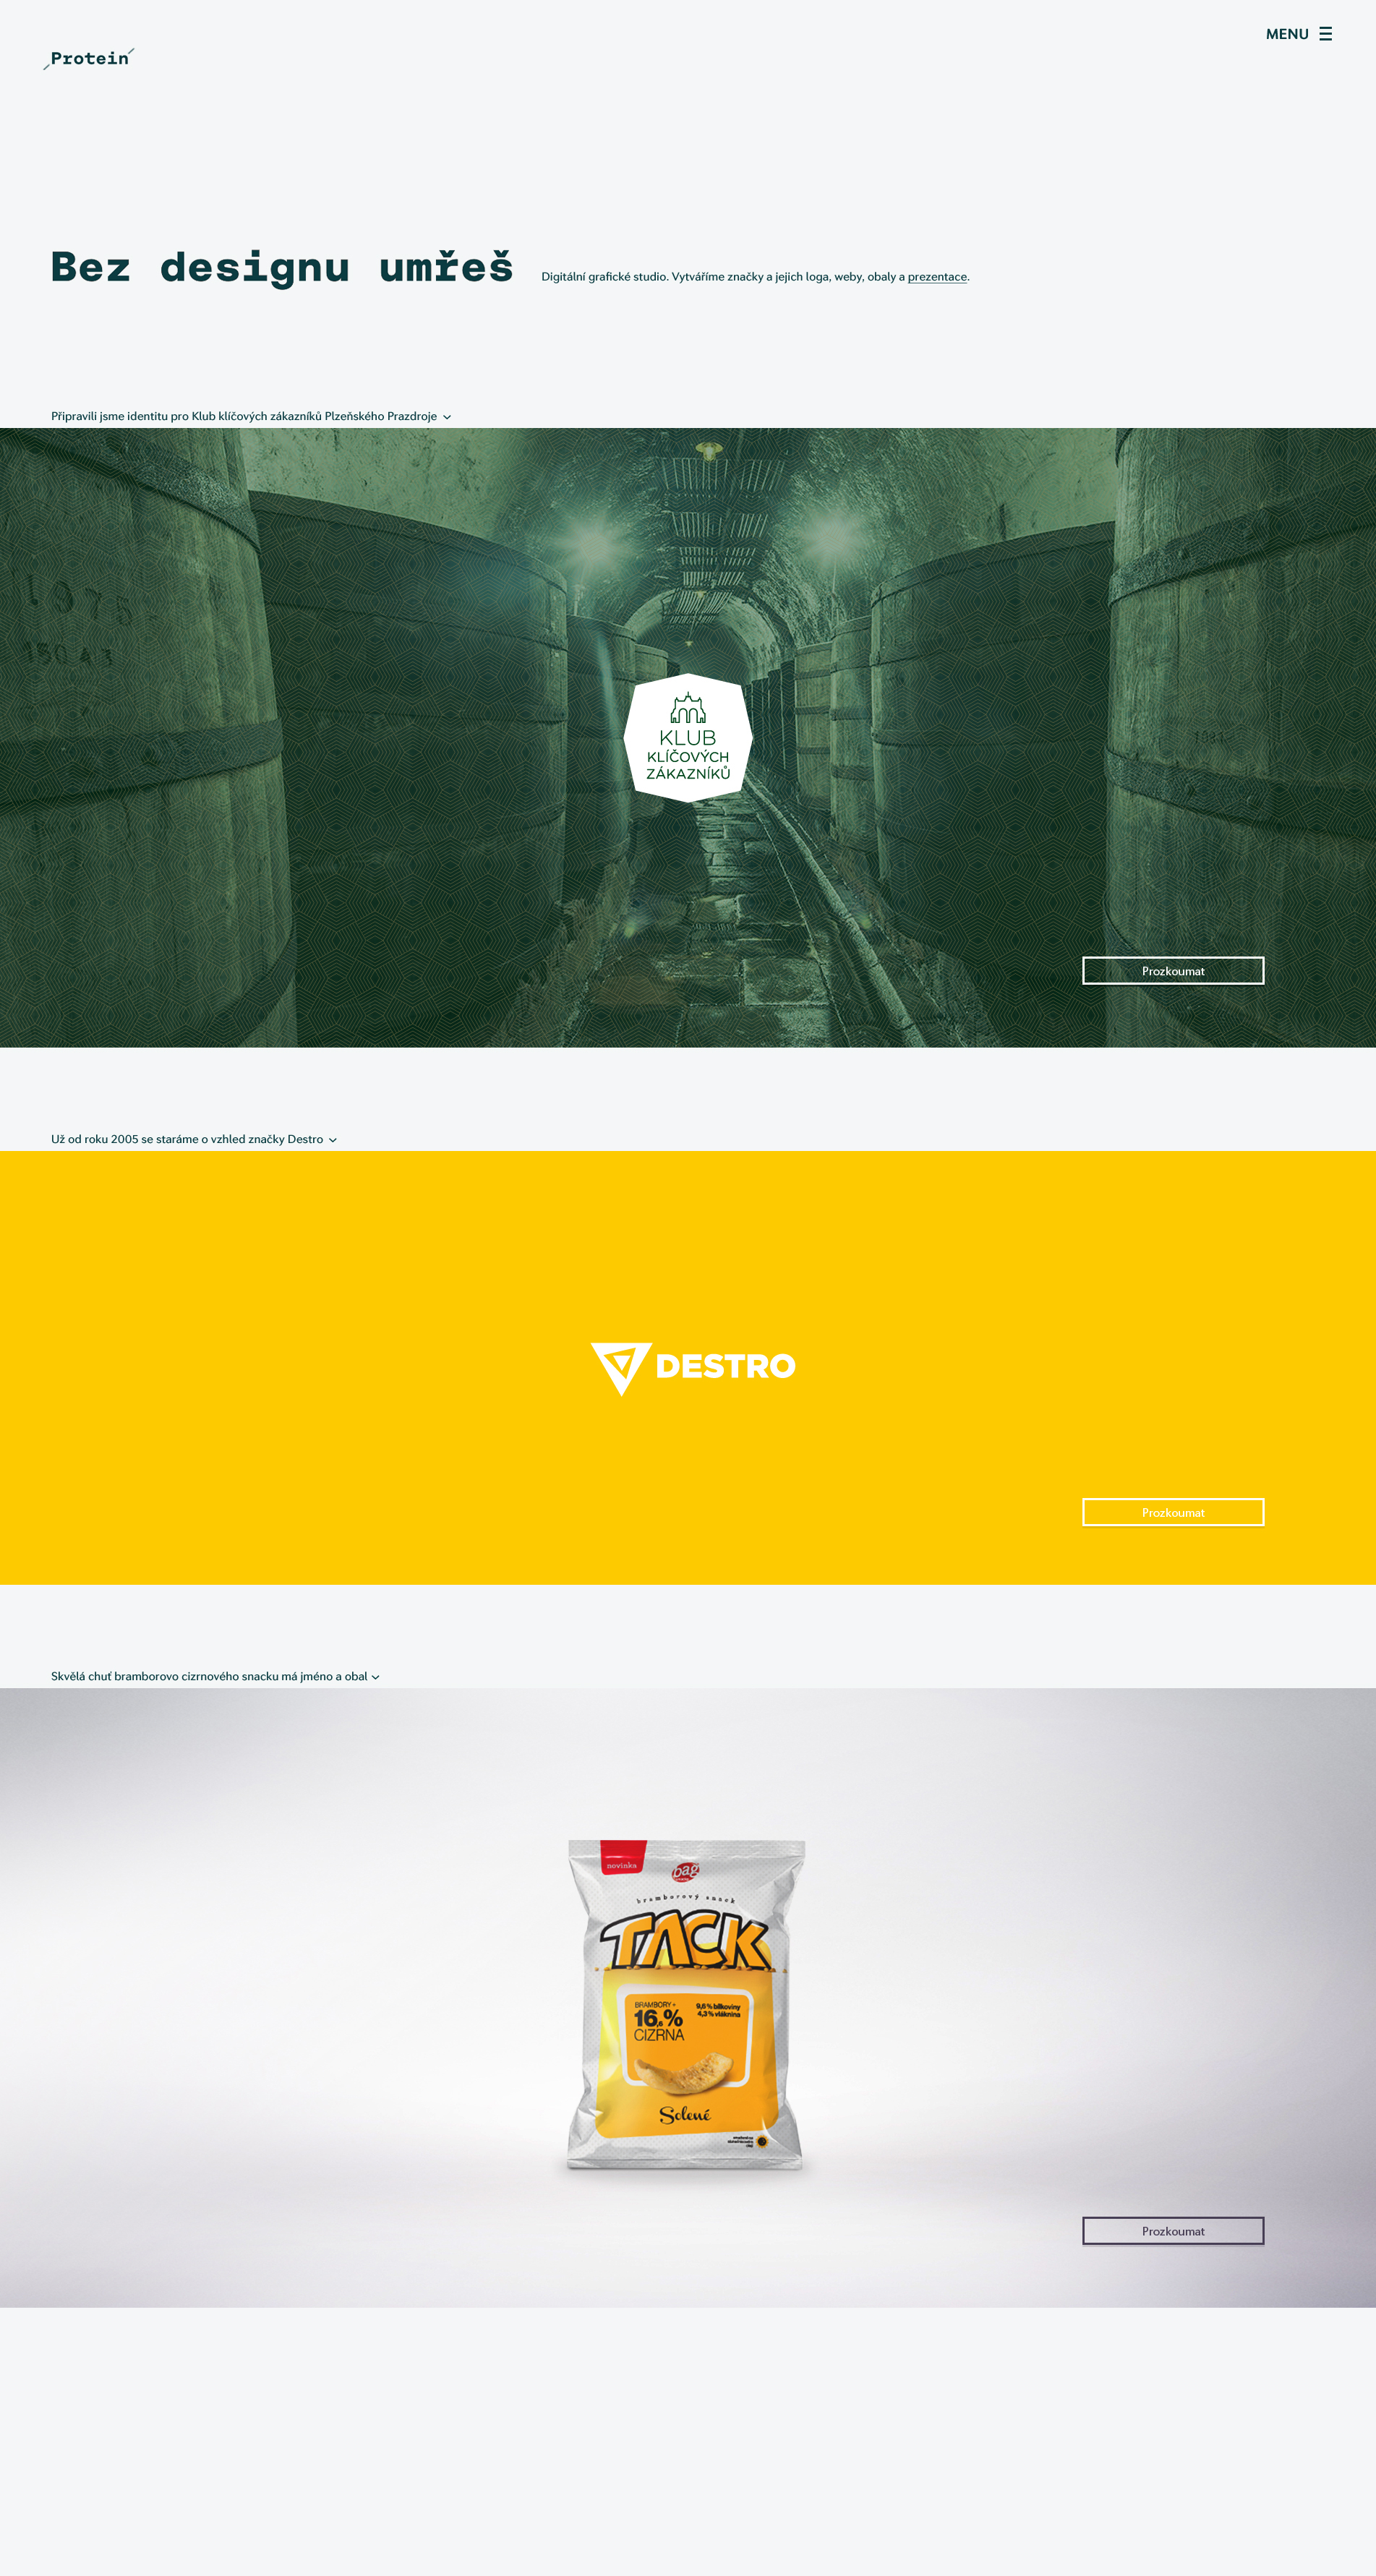 MENU
Protein
Bez designu umřeš
Digitální grafické studio. Vytváříme značky a jejich loga, weby, obaly a prezentace.
Připravili jsme identitu pro Klub klíčových zákazníků Plzeňského Prazdroje
1975
KLUB
KLÍČOVÝCH
ZÁKAZNÍKŮ
Prozkoumat
Už od roku 2005 se staráme o vzhled značky Destro
DESTRO
Prozkoumat
Skvělá chuť bramborovo cizrnového snacku má jméno a obal
novinka
bag
bramborový snack
TACK
BRAMBORY +
16,6%
CIZRNA
9,6 % bílkoviny
4,3 % vláknina
Solené
Prozkoumat